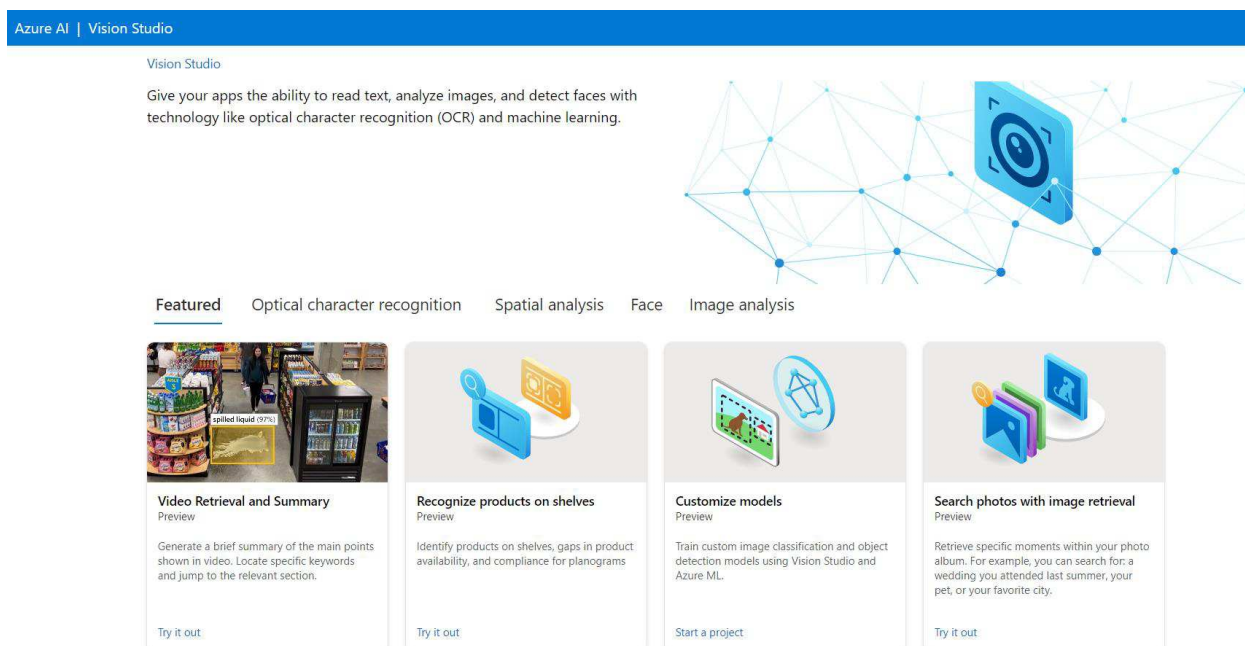 Azure AI | Vision Studio
Vision Studio
Give your apps the ability to read text, analyze images, and detect faces with
technology like optical character recognition (OCR) and machine learning.
Featured Optical character recognition Spatial analysis Face Image analysis
AISLE
3
spilled liquid (97%)
Video Retrieval and Summary
Preview
Generate a brief summary of the main points
shown in video. Locate specific keywords
and jump to the relevant section.
Try it out
Recognize products on shelves
Preview
Identify products on shelves, gaps in product
availability, and compliance for planograms
Try it out
Customize models
Preview
Train custom image classification and object
detection models using Vision Studio and
Azure ML.
Start a project
Search photos with image retrieval
Preview
Retrieve specific moments within your photo
album. For example, you can search for: a
wedding you attended last summer, your
pet, or your favorite city.
Try it out